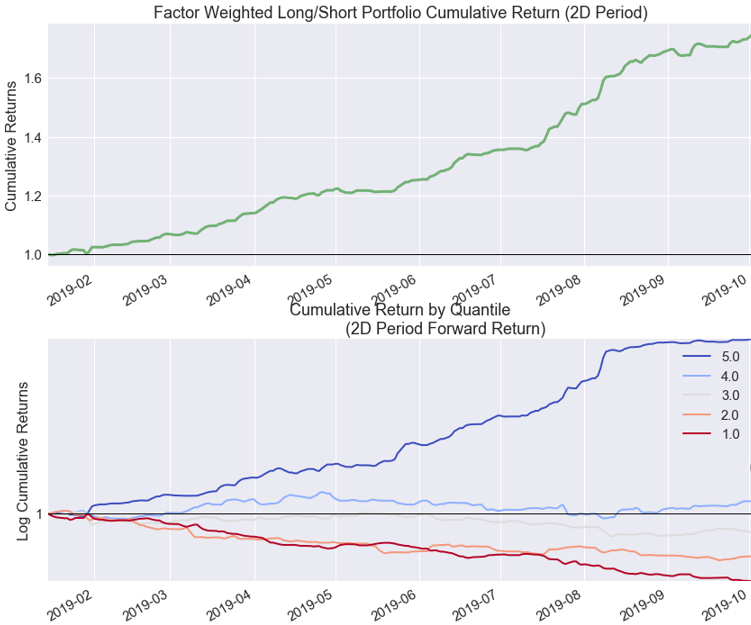 Factor Weighted Long/Short Portfolio Cumulative Return (2D Period)
Cumulative Returns
1.6
1.4
1.2
1.0
2019-02 2019-03 2019-04 2019-05 2019-06 2019-07 2019-08 2019-09 2019-10
Cumulative Return by Quantile
(2D Period Forward Return)
Log Cumulative Returns
1
5.0
4.0
3.0
2.0
1.0
2019-02 2019-03 2019-04 2019-05 2019-06 2019-07 2019-08 2019-09 2019-10